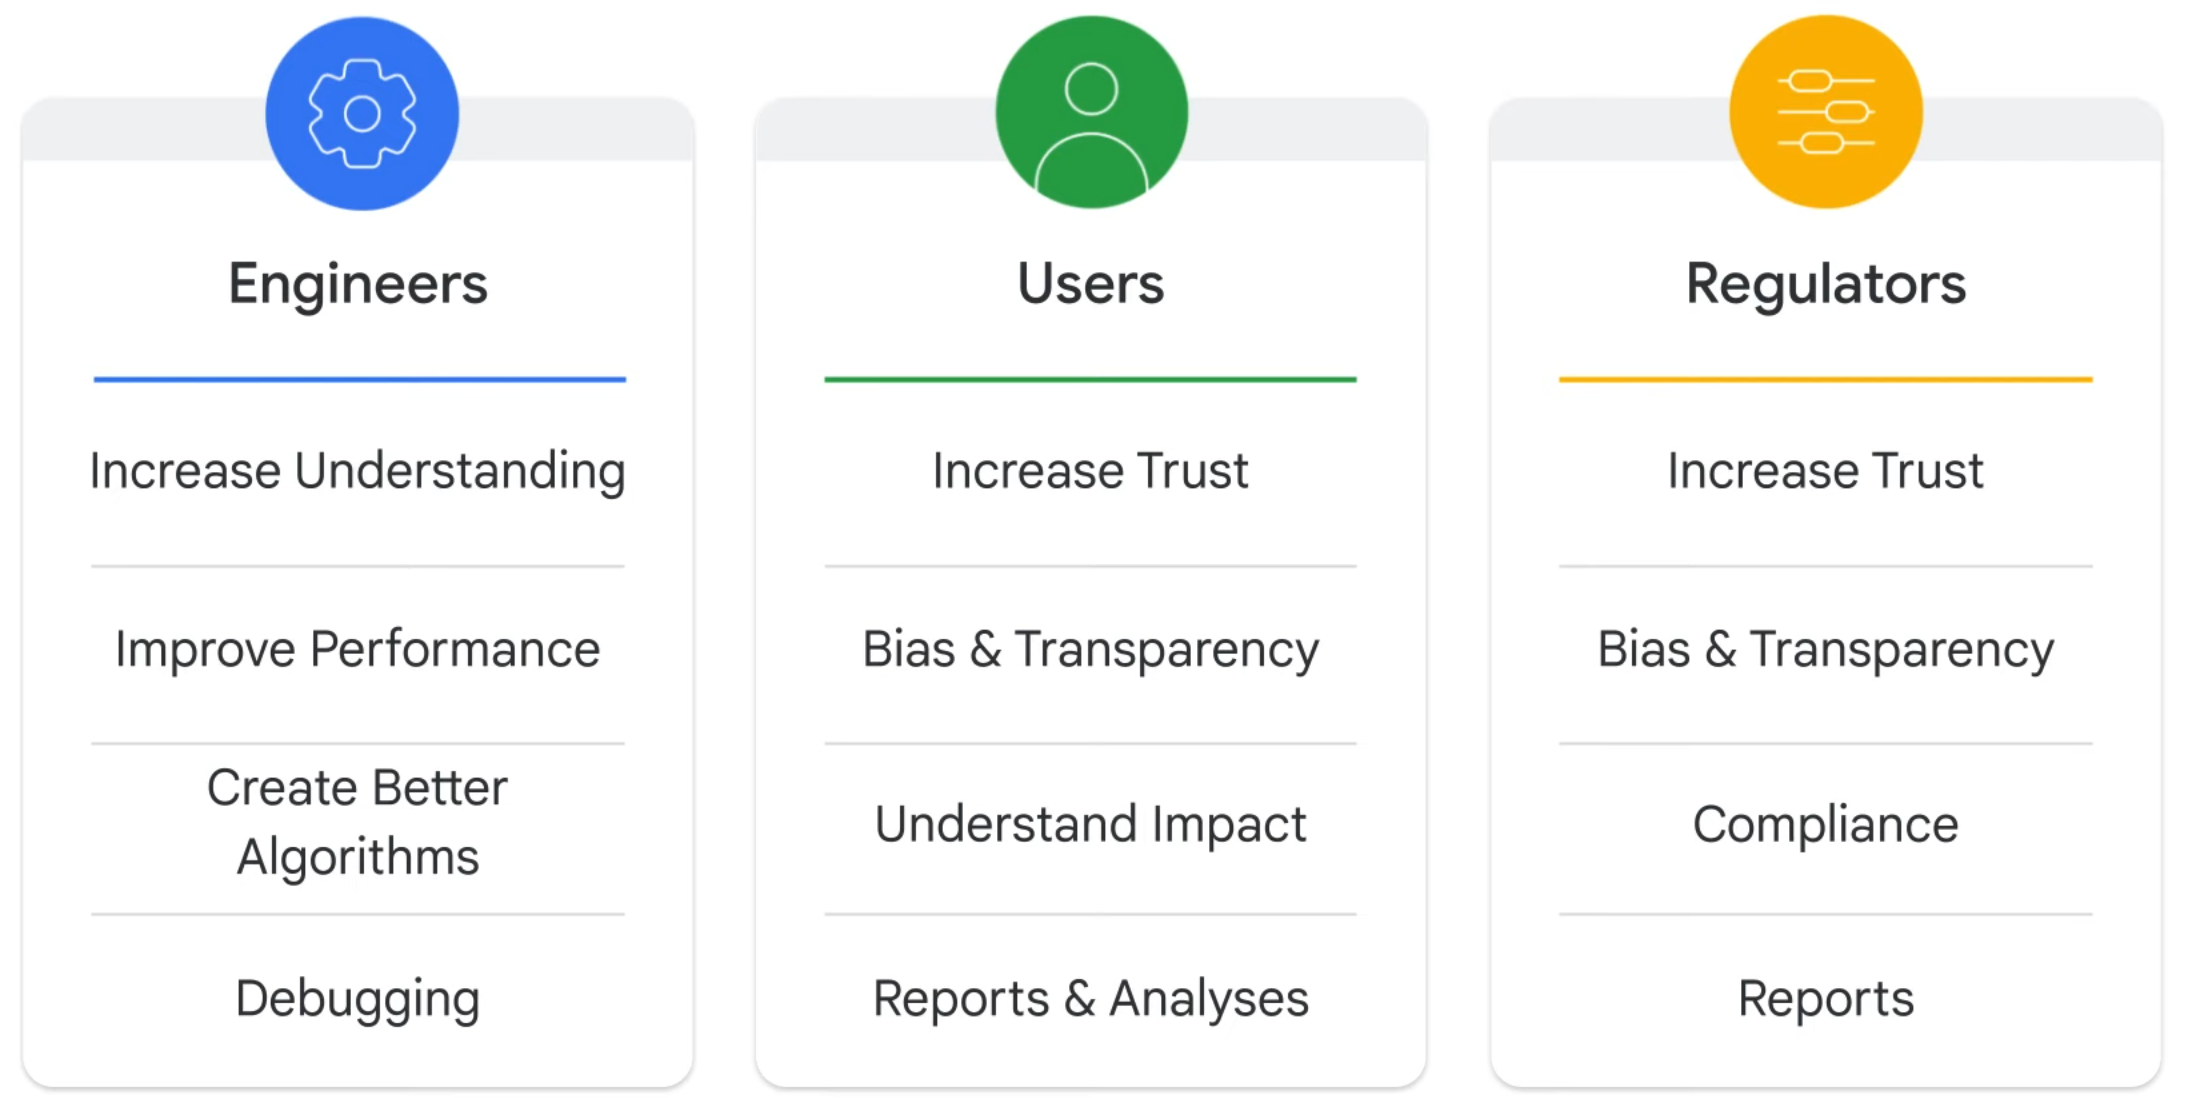 Engineers
Increase Understanding
Improve Performance
Create Better
Algorithms
Debugging
Users
Increase Trust
Bias & Transparency
Understand Impact
Reports & Analyses
Regulators
Increase Trust
Bias & Transparency
Compliance
Reports